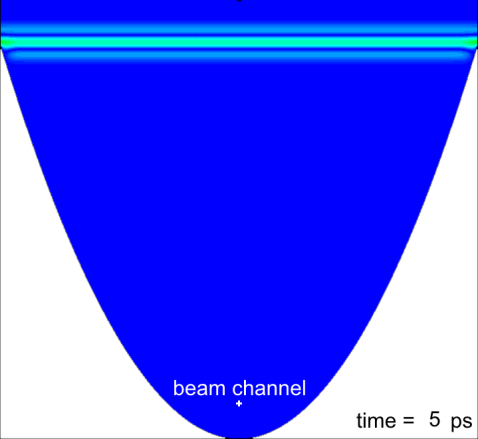 beam channel
time = 5 ps